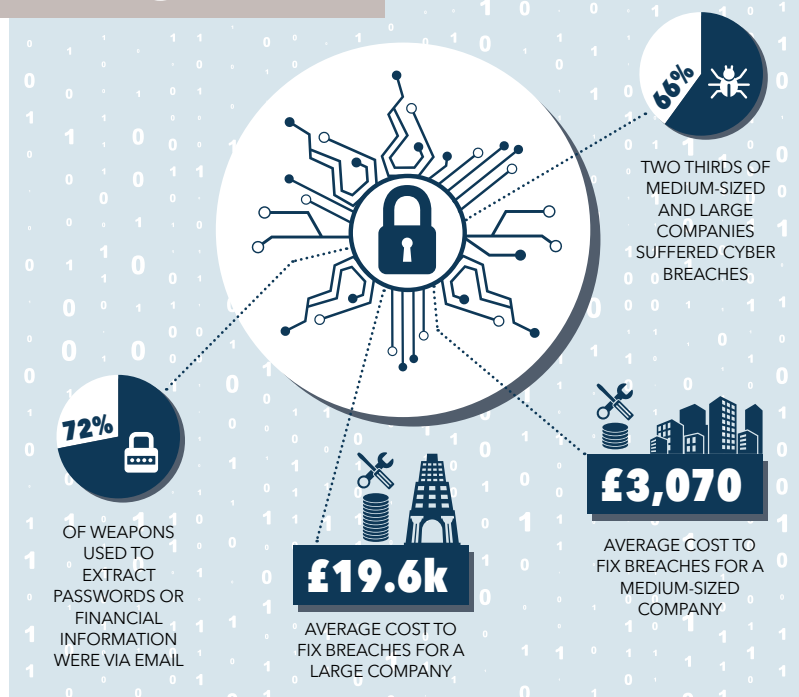 66%
TWO THIRDS OF
MEDIUM-SIZED
AND LARGE
COMPANIES
SUFFERED CYBER
BREACHES
72%
OF WEAPONS
USED TO
EXTRACT
PASSWORDS OR
FINANCIAL
INFORMATION
WERE VIA EMAIL
£19.6k
AVERAGE COST TO
FIX BREACHES FOR A
LARGE COMPANY
£3,070
AVERAGE COST TO
FIX BREACHES FOR A
MEDIUM-SIZED
COMPANY